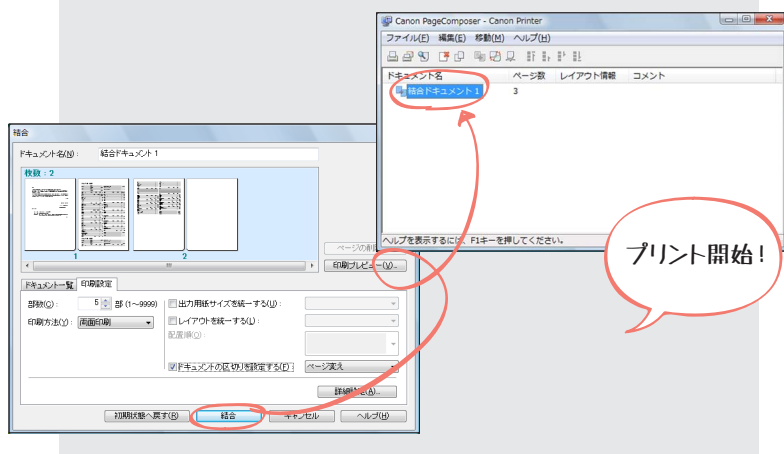 Canon PageComposer - Canon Printer
ファイル(F) 編集(E) 移動(M) ヘルプ(H)
ドキュメント名 ページ数 レイアウト情報 コメント
結合ドキュメント 1 3
ヘルプを表示するには、F1キーを押してください。
プリント開始!
結合
ドキュメント名(N): 結合ドキュメント 1
枚数 : 2
1 2
印刷プレビュー(V)...
ドキュメント一覧 印刷設定
部数(C): 5 部 (1～9999) 出力用紙サイズを統一する(U):
印刷方法(Y): 両面印刷 レイアウトを統一する(L):
配置順(O):
ドキュメントの区切りを設定する(F): ページ変え
詳細設定(A)...
初期状態へ戻す(R) 結合 キャンセル ヘルプ(H)